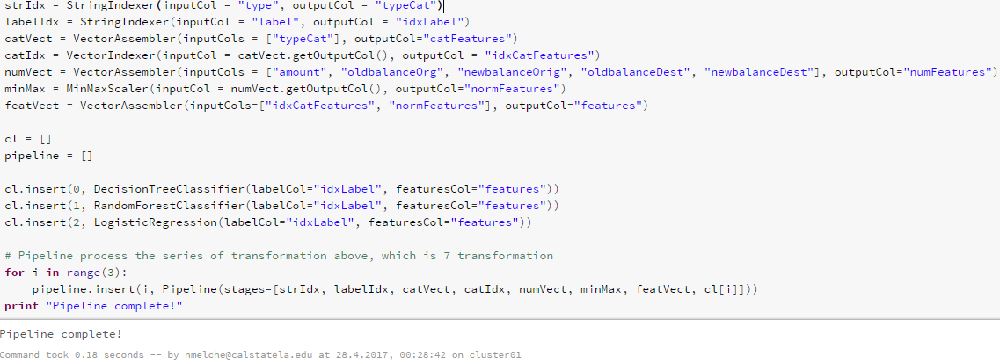 strIdx = StringIndexer(inputCol = "type", outputCol = "typeCat")
labelIdx = StringIndexer(inputCol = "label", outputCol = "idxLabel")
catVect = VectorAssembler(inputCols = ["typeCat"], outputCol="catFeatures")
catIdx = VectorIndexer(inputCol = catVect.getOutputCol(), outputCol = "idxCatFeatures")
numVect = VectorAssembler(inputCols = ["amount", "oldbalanceOrg", "newbalanceOrig", "oldbalanceDest", "newbalanceDest"], outputCol="numFeatures")
minMax = MinMaxScaler(inputCol = numVect.getOutputCol(), outputCol="normFeatures")
featVect = VectorAssembler(inputCols=["idxCatFeatures", "normFeatures"], outputCol="features")
cl = []
pipeline = []
cl.insert(0, DecisionTreeClassifier(labelCol="idxLabel", featuresCol="features"))
cl.insert(1, RandomForestClassifier(labelCol="idxLabel", featuresCol="features"))
cl.insert(2, LogisticRegression(labelCol="idxLabel", featuresCol="features"))
# Pipeline process the series of transformation above, which is 7 transformation
for i in range(3):
    pipeline.insert(i, Pipeline(stages=[strIdx, labelIdx, catVect, catIdx, numVect, minMax, featVect, cl[i]]))
print "Pipeline complete!"
Pipeline complete!
Command took 0.18 seconds -- by nmelche@calstatela.edu at 28.4.2017, 00:28:42 on cluster01